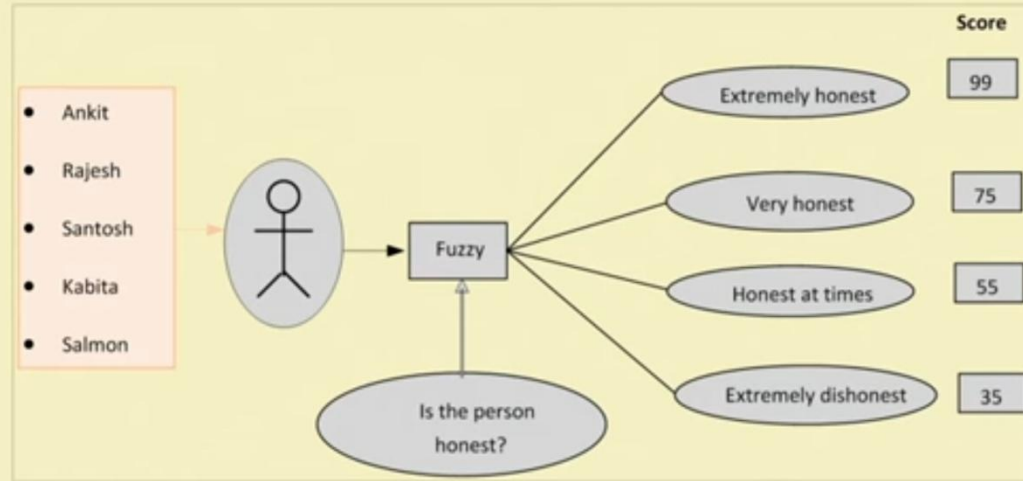 Score
Ankit
Rajesh
Santosh
Kabita
Salmon
Fuzzy
Is the person
honest?
Extremely honest
99
Very honest
75
Honest at times
55
Extremely dishonest
35